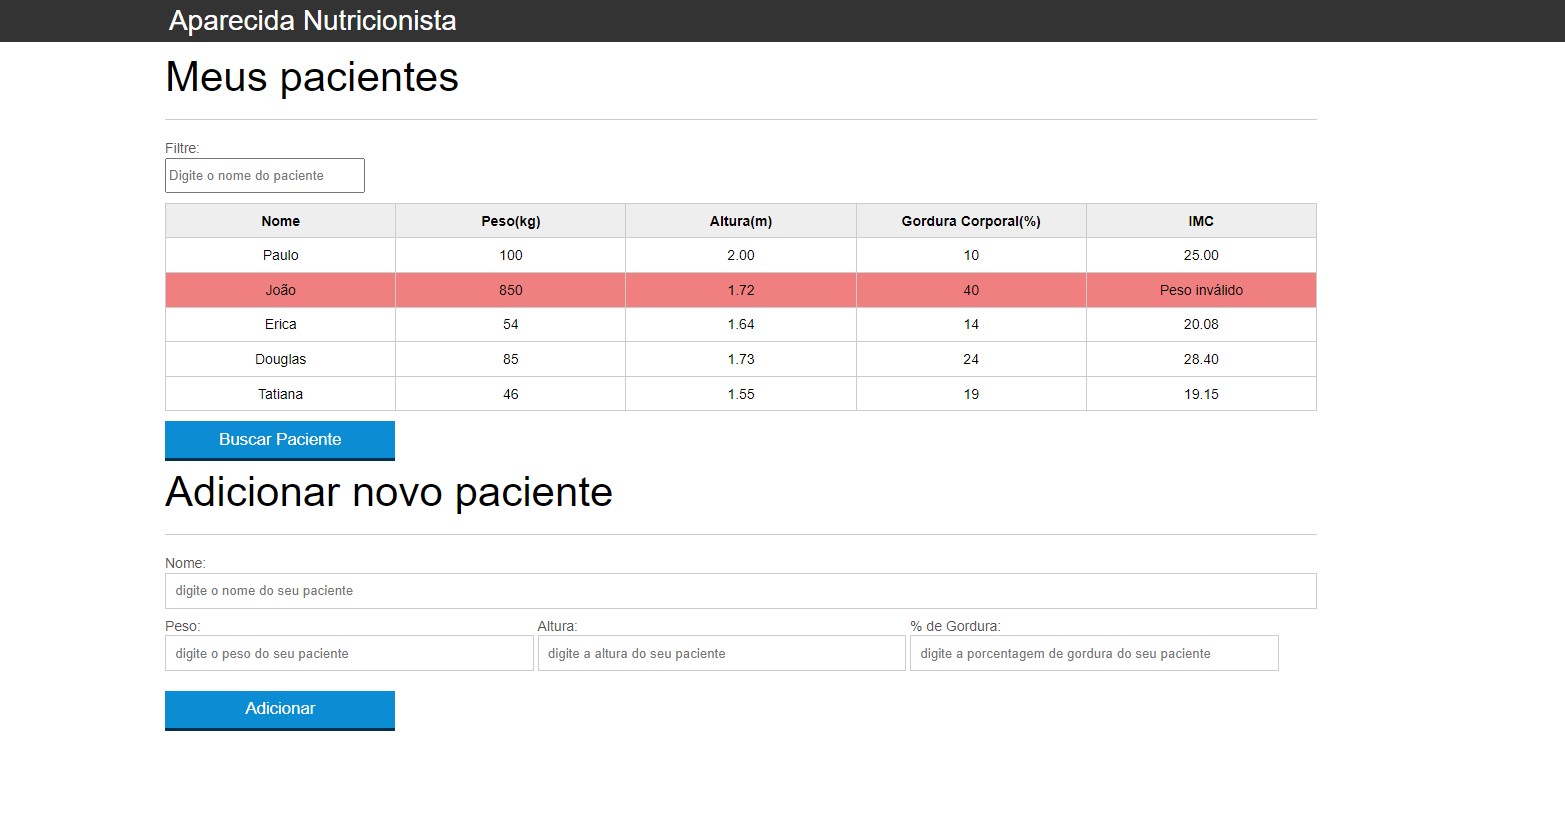 Aparecida Nutricionista
Meus pacientes
Filtre:
Digite o nome do paciente
Nome Peso(kg) Altura(m) Gordura Corporal(%) IMC
Paulo 100 2.00 10 25.00
João 850 1.72 40 Peso inválido
Erica 54 1.64 14 20.08
Douglas 85 1.73 24 28.40
Tatiana 46 1.55 19 19.15
Buscar Paciente
Adicionar novo paciente
Nome:
digite o nome do seu paciente
Peso: Altura: % de Gordura:
digite o peso do seu paciente digite a altura do seu paciente digite a porcentagem de gordura do seu paciente
Adicionar